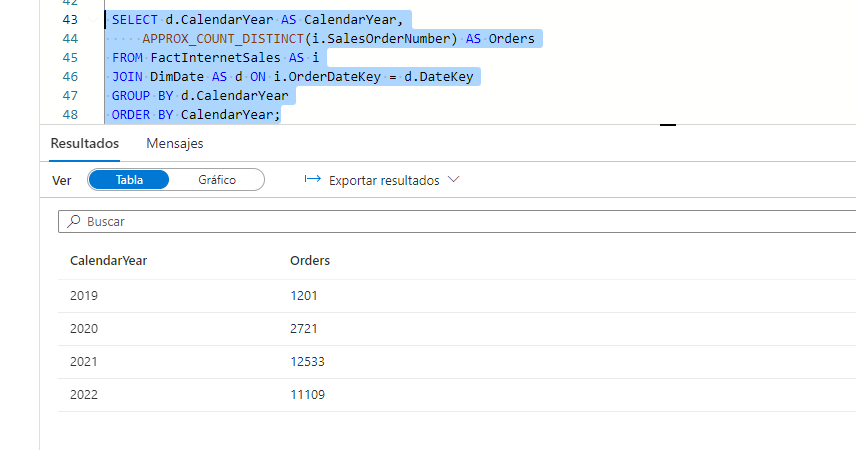 42
43 SELECT d.CalendarYear AS CalendarYear,
44 APPROX_COUNT_DISTINCT(i.SalesOrderNumber) AS Orders
45 FROM FactInternetSales AS i
46 JOIN DimDate AS d ON i.OrderDateKey = d.DateKey
47 GROUP BY d.CalendarYear
48 ORDER BY CalendarYear;
Resultados Mensajes
Ver Tabla Gráfico Exportar resultados
Buscar
CalendarYear Orders
2019 1201
2020 2721
2021 12533
2022 11109